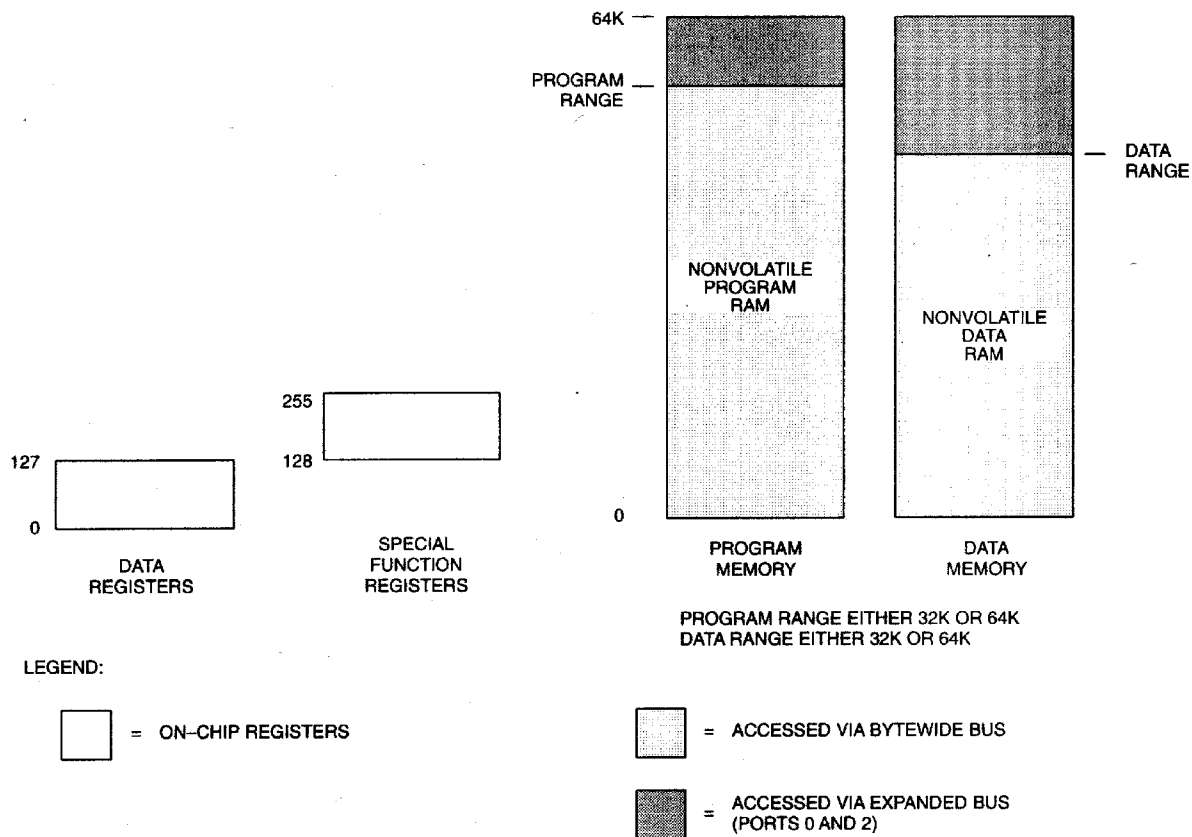 64K
PROGRAM
RANGE
DATA
RANGE
NONVOLATILE
PROGRAM
RAM
NONVOLATILE
DATA
RAM
0
PROGRAM
MEMORY
DATA
MEMORY
127
0
DATA
REGISTERS
255
128
SPECIAL
FUNCTION
REGISTERS
PROGRAM RANGE EITHER 32K OR 64K
DATA RANGE EITHER 32K OR 64K
LEGEND:
= ON–CHIP REGISTERS
= ACCESSED VIA BYTEWIDE BUS
= ACCESSED VIA EXPANDED BUS
(PORTS 0 AND 2)